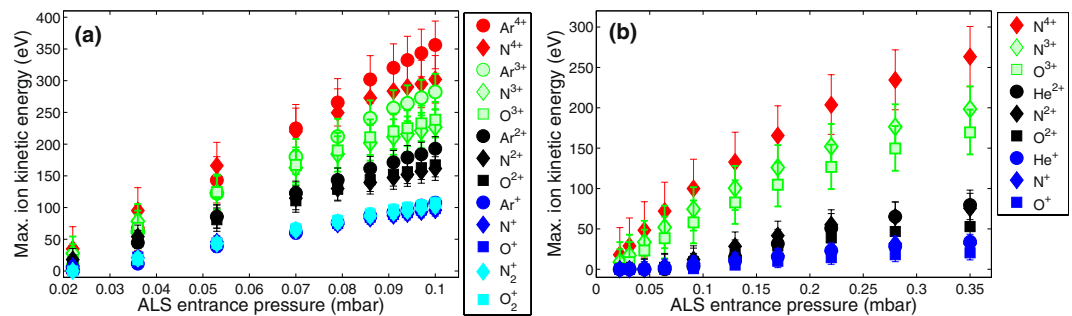 (a)
Max. ion kinetic energy (eV)
400
350
300
250
200
150
100
50
0
0.02
0.03
0.04
0.05
0.06
0.07
0.08
0.09
0.1
ALS entrance pressure (mbar)
Ar⁴⁺
N⁴⁺
Ar³⁺
N³⁺
O³⁺
Ar²⁺
N²⁺
O²⁺
Ar⁺
N⁺
O⁺
N₂⁺
O₂⁺
(b)
Max. ion kinetic energy (eV)
350
300
250
200
150
100
50
0
0
0.05
0.1
0.15
0.2
0.25
0.3
0.35
ALS entrance pressure (mbar)
N⁴⁺
N³⁺
O³⁺
He²⁺
N²⁺
O²⁺
He⁺
N⁺
O⁺